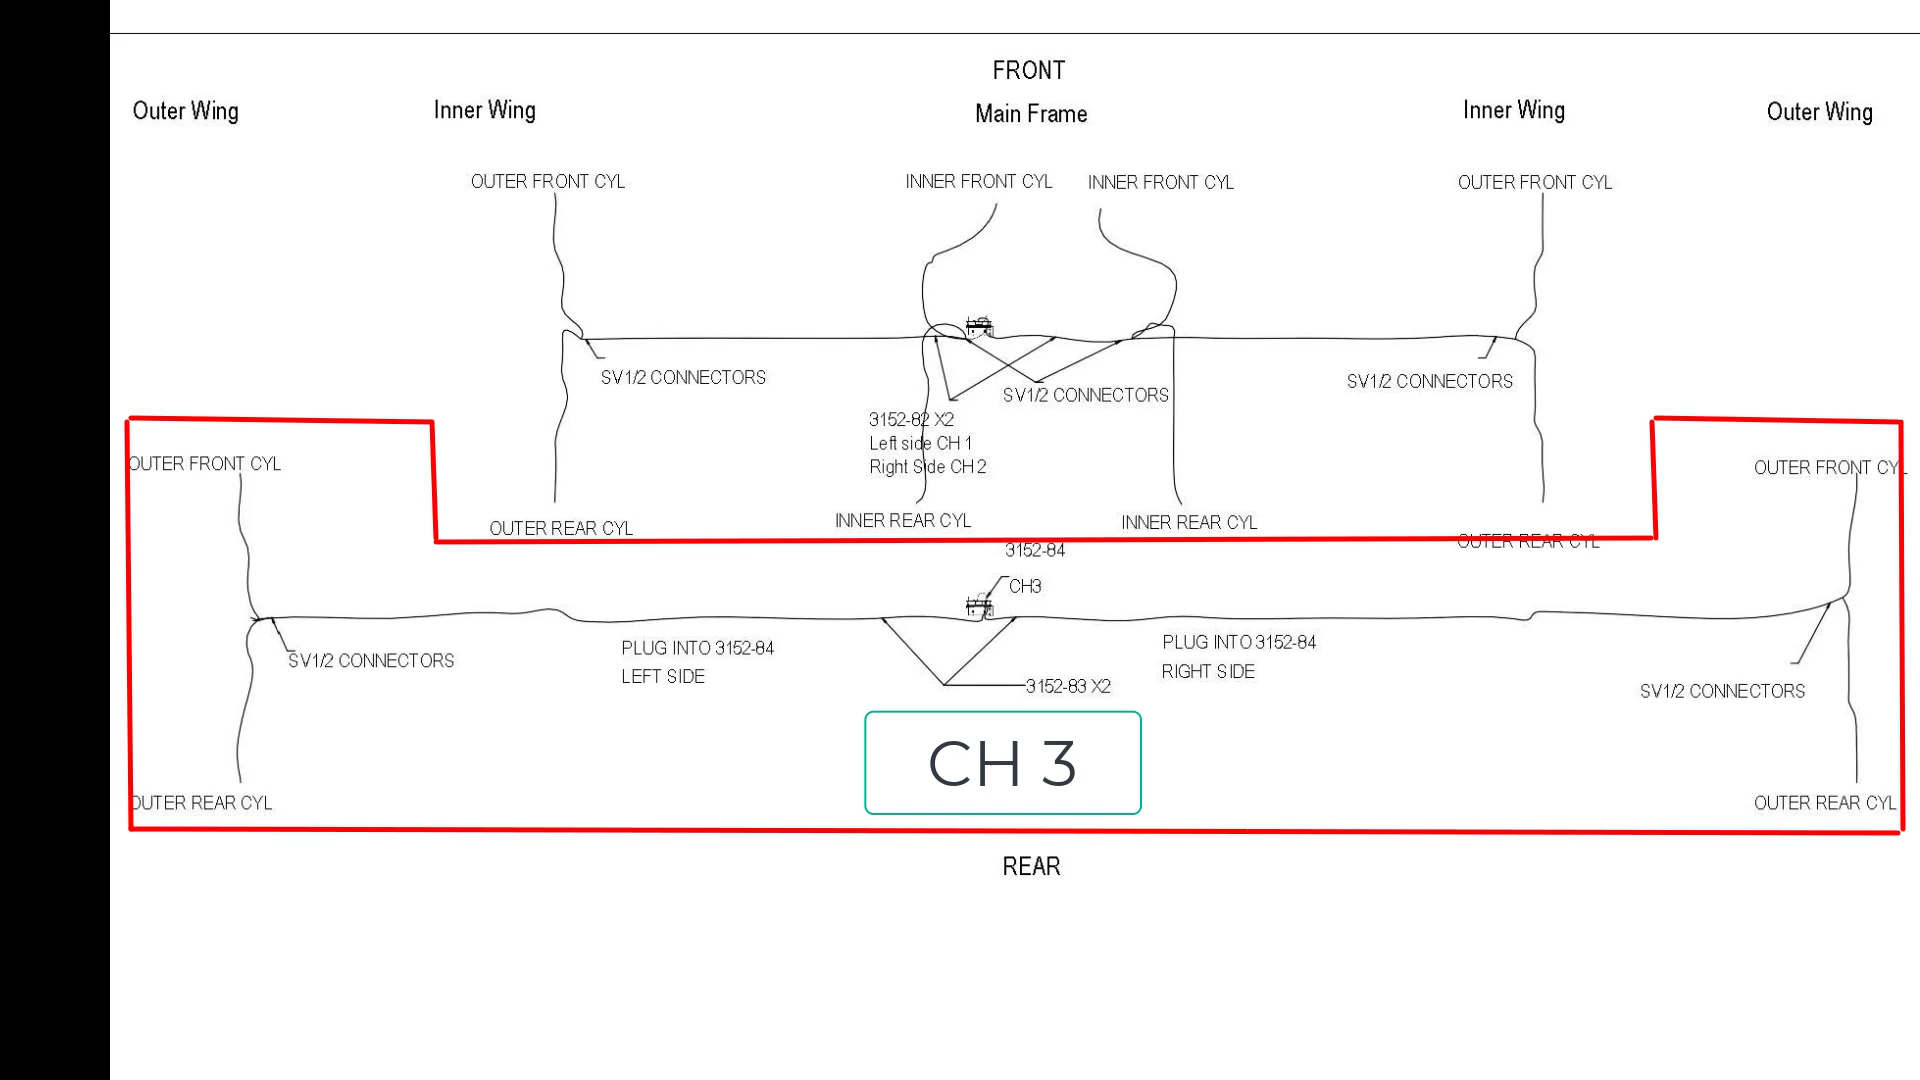 FRONT
Outer Wing
Inner Wing
Main Frame
Inner Wing
Outer Wing
OUTER FRONT CYL
INNER FRONT CYL
INNER FRONT CYL
OUTER FRONT CYL
SV1/2 CONNECTORS
SV1/2 CONNECTORS
SV1/2 CONNECTORS
3152-82 X2
Left side CH 1
Right Side CH 2
OUTER FRONT CYL
OUTER FRONT CYL
OUTER REAR CYL
INNER REAR CYL
INNER REAR CYL
OUTER REAR CYL
3152-84
CH3
SV1/2 CONNECTORS
PLUG INTO 3152-84
LEFT SIDE
PLUG INTO 3152-84
RIGHT SIDE
3152-83 X2
SV1/2 CONNECTORS
CH 3
OUTER REAR CYL
OUTER REAR CYL
REAR